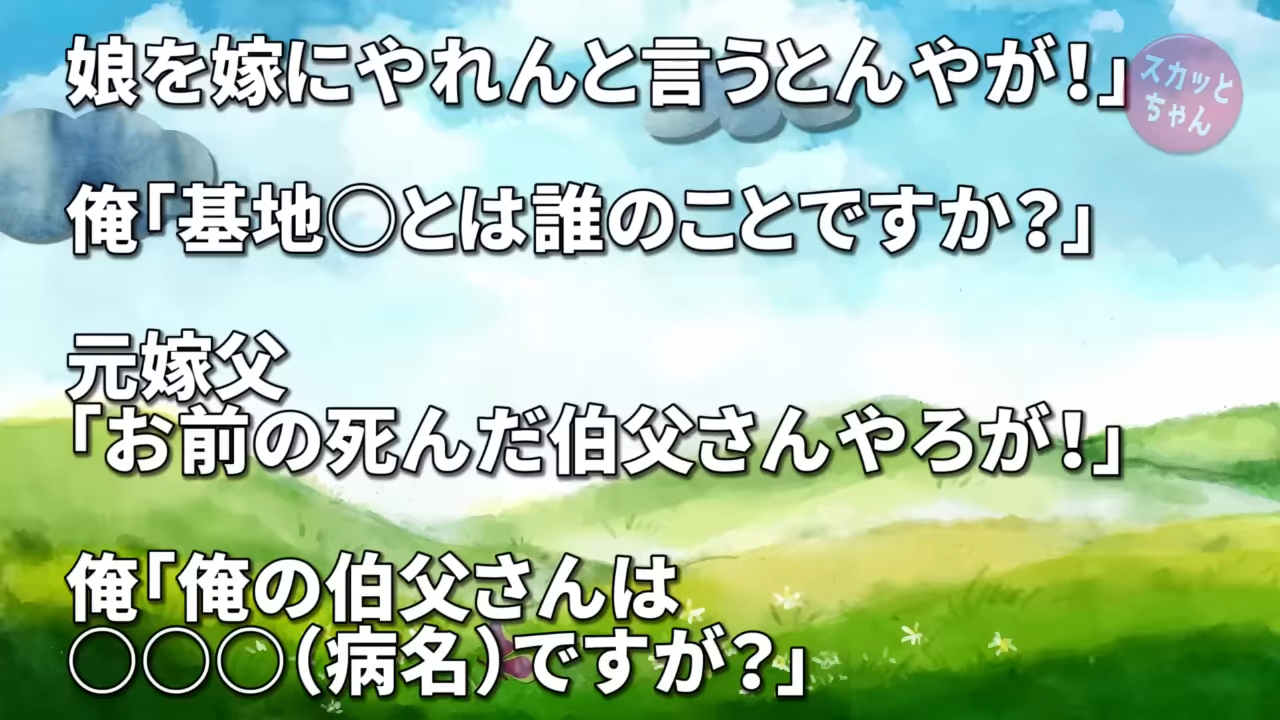 娘を嫁にやれんと言うとんやが！」
スカッと
ちゃん
俺「基地〇とは誰のことですか？」
元嫁父
「お前の死んだ伯父さんやろが！」
俺「俺の伯父さんは
〇〇〇（病名）ですが？」